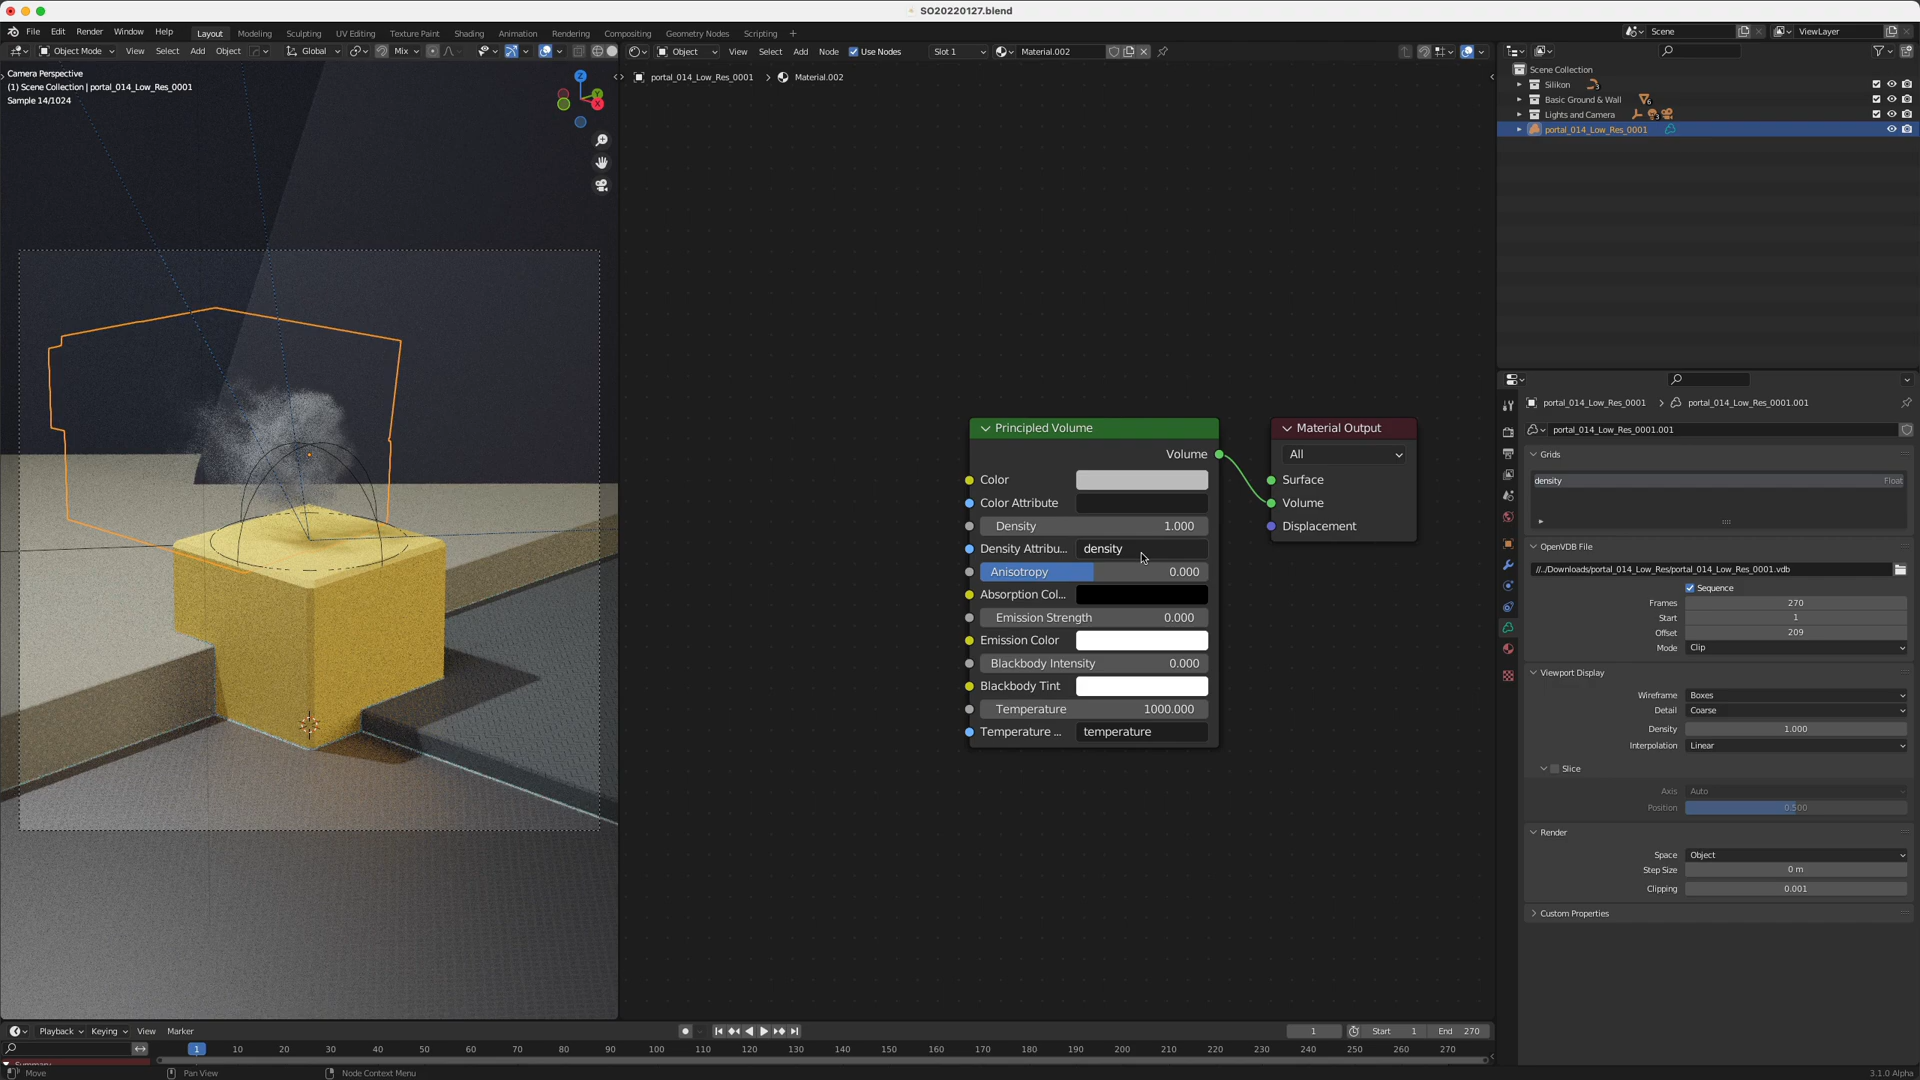 SO20220127.blend
File Edit Render Window Help Layout Modeling Sculpting UV Editing Texture Paint Shading Animation Rendering Compositing Geometry Nodes Scripting + Scene ViewLayer
Object Mode View Select Add Object Global Mix Object View Select Add Node Use Nodes Slot 1 Material.002
Camera Perspective
(1) Scene Collection | portal_014_Low_Res_0001
Sample 14/1024
Z
Y
X
portal_014_Low_Res_0001 > Material.002
Principled Volume
Volume
Color
Color Attribute
Density 1.000
Density Attribu... density
Anisotropy 0.000
Absorption Col...
Emission Strength 0.000
Emission Color
Blackbody Intensity 0.000
Blackbody Tint
Temperature 1000.000
Temperature ... temperature
Material Output
All
Surface
Volume
Displacement
Scene Collection
Silikon 3
Basic Ground & Wall 6
Lights and Camera 3
portal_014_Low_Res_0001
portal_014_Low_Res_0001 > portal_014_Low_Res_0001.001
portal_014_Low_Res_0001.001
Grids
density Float
OpenVDB File
//../Downloads/portal_014_Low_Res/portal_014_Low_Res_0001.vdb
Sequence
Frames 270
Start 1
Offset 209
Mode Clip
Viewport Display
Wireframe Boxes
Detail Coarse
Density 1.000
Interpolation Linear
Slice
Axis Auto
Position 0.500
Render
Space Object
Step Size 0 m
Clipping 0.001
Custom Properties
Playback Keying View Marker 1 Start 1 End 270
1 10 20 30 40 50 60 70 80 90 100 110 120 130 140 150 160 170 180 190 200 210 220 230 240 250 260 270
Summary
Move Pan View Node Context Menu 3.1.0 Alpha